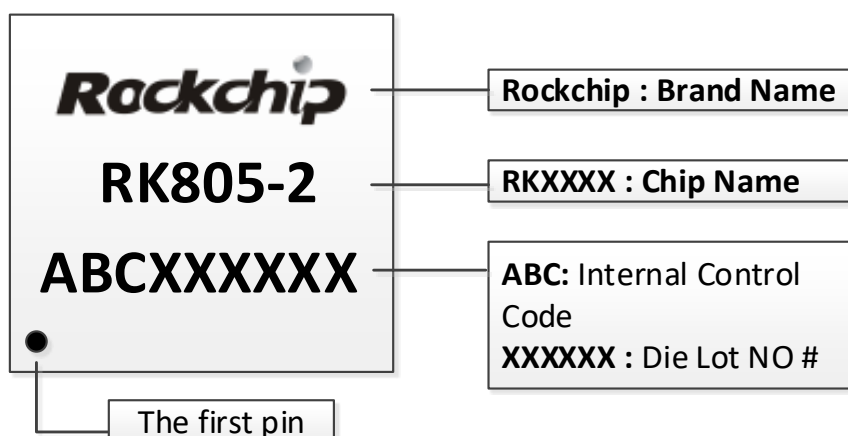 Rockchip
RK805-2
ABCXXXXXX
Rockchip : Brand Name
RKXXXX : Chip Name
ABC: Internal Control
Code
XXXXXX : Die Lot NO #
The first pin